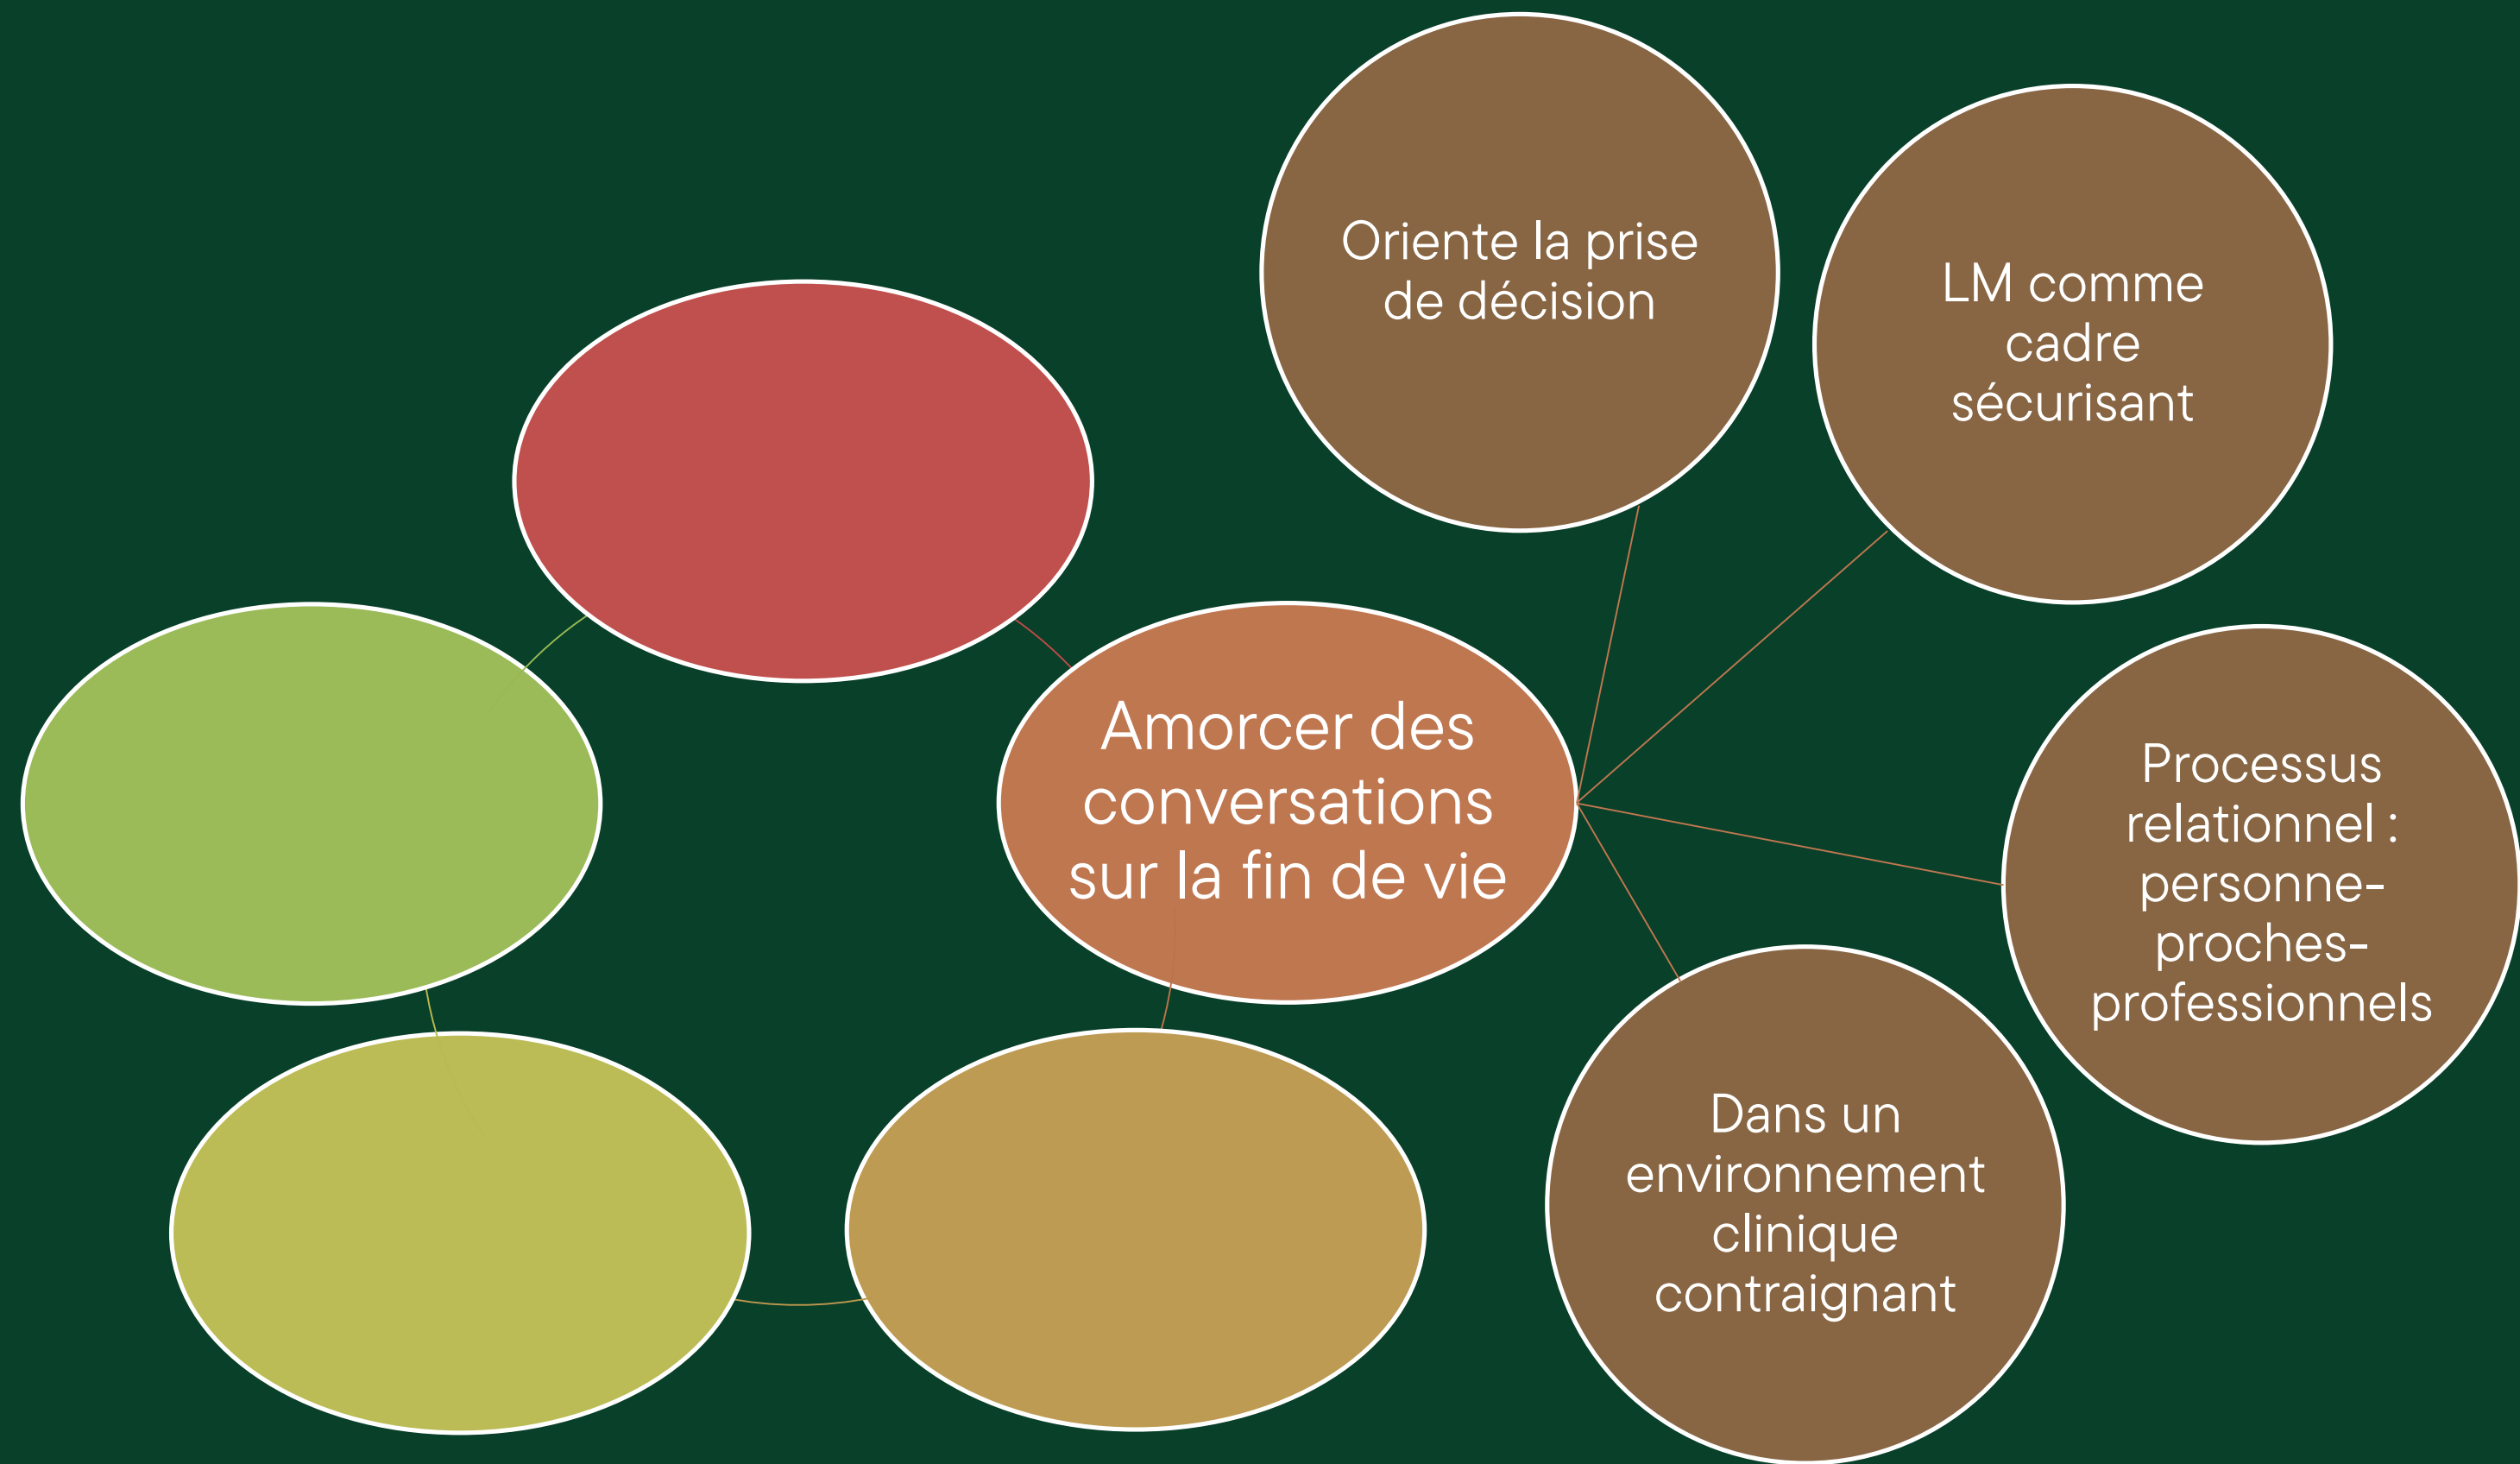 Oriente la prise
de décision
LM comme
cadre
sécurisant
Amorcer des
conversations
sur la fin de vie
Processus
relationnel :
personne-
proches-
professionnels
Dans un
environnement
clinique
contraignant